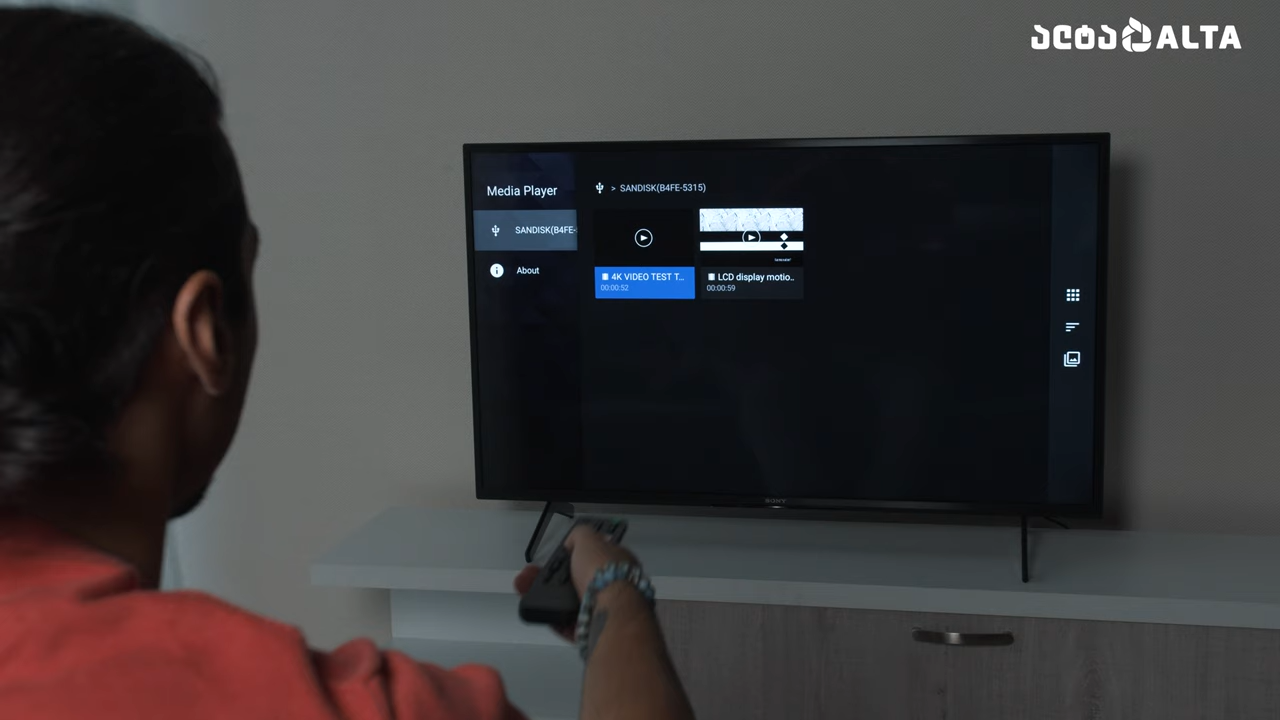 ალტა ALTA
Media Player
> SANDISK(B4FE-5315)
SANDISK(B4FE-
About
4K VIDEO TEST T...
00:00:52
LCD display motio..
00:00:59
SONY